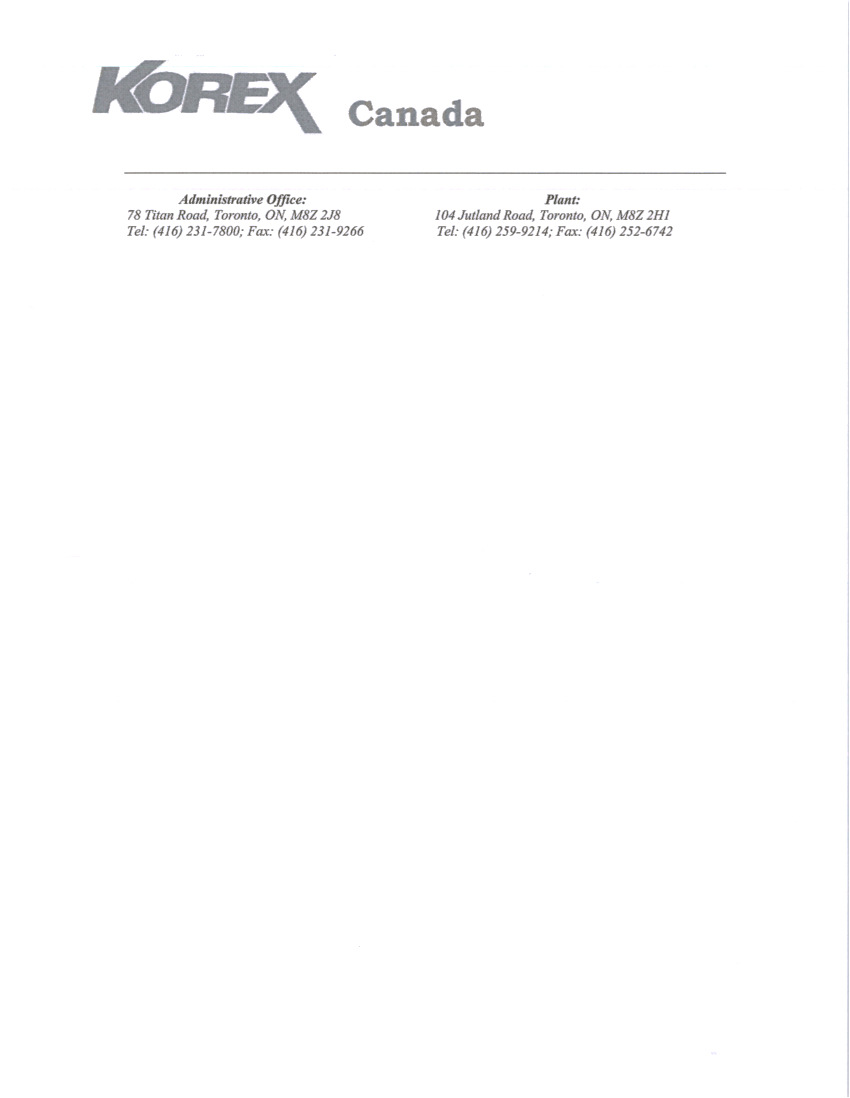 KOREX Canada
Administrative Office:
78 Titan Road, Toronto, ON, M8Z 2J8
Tel: (416) 231-7800; Fax: (416) 231-9266
Plant:
104 Jutland Road, Toronto, ON, M8Z 2H1
Tel: (416) 259-9214; Fax: (416) 252-6742